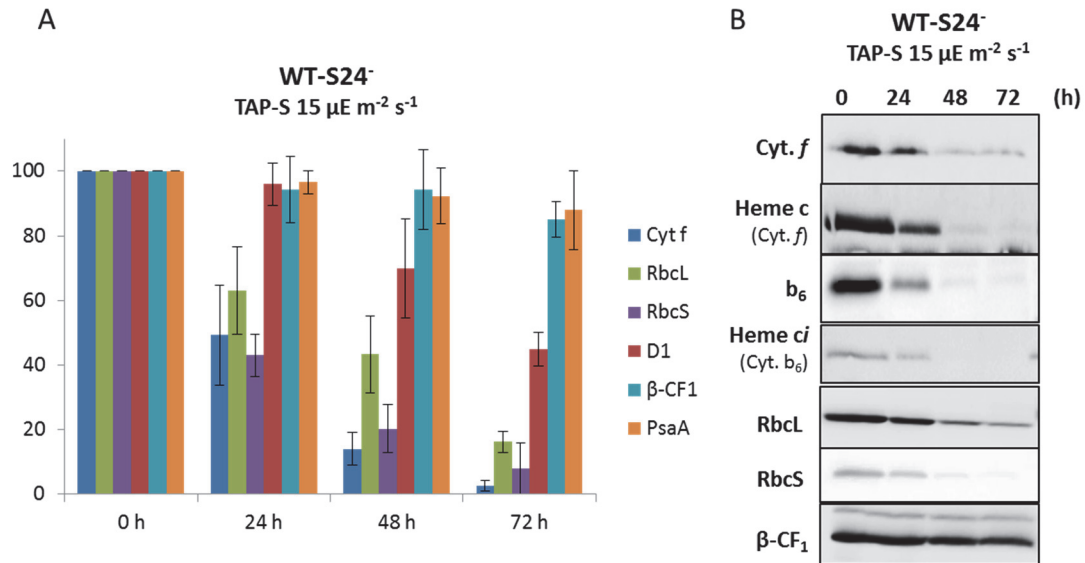 A
WT-S24⁻
TAP-S 15 µE m⁻² s⁻¹
100
80
60
40
20
0
0 h
24 h
48 h
72 h
Cyt f
RbcL
RbcS
D1
β-CF1
PsaA
B
WT-S24⁻
TAP-S 15 µE m⁻² s⁻¹
0 24 48 72 (h)
Cyt. f
Heme c
(Cyt. f)
b₆
Heme ci
(Cyt. b₆)
RbcL
RbcS
β-CF₁